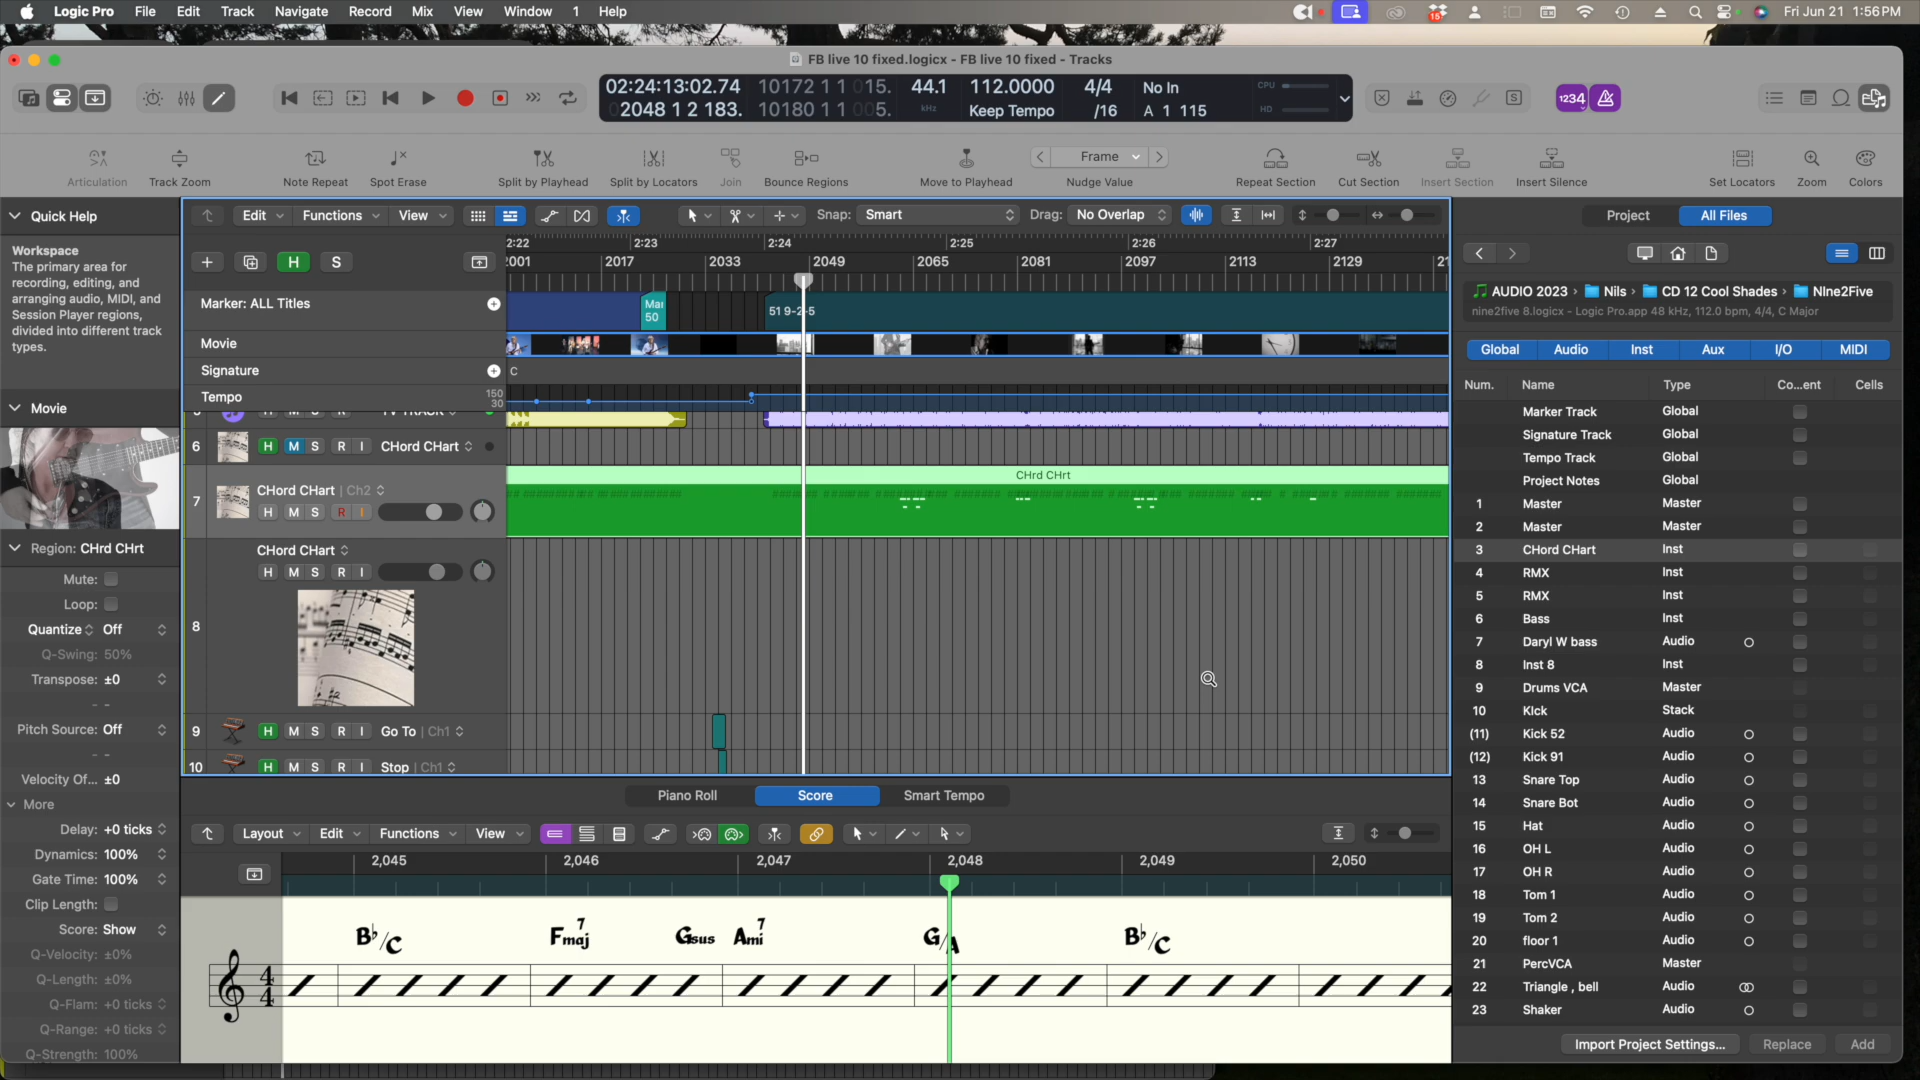 Logic Pro File Edit Track Navigate Record Mix View Window 1 Help
15
Fri Jun 21 1:56 PM
FB live 10 fixed.logicx - FB live 10 fixed - Tracks
02:24:13:02.74 10172 1 1 015. 44.1 112.0000 4/4 No In CPU
2048 1 2 183. 10180 1 1 005. kHz Keep Tempo /16 A 1 115 HD
1234
Frame
Articulation Track Zoom Note Repeat Spot Erase Split by Playhead Split by Locators Join Bounce Regions Move to Playhead Nudge Value Repeat Section Cut Section Insert Section Insert Silence Set Locators Zoom Colors
Quick Help
Workspace
The primary area for
recording, editing, and
arranging audio, MIDI, and
Session Player regions,
divided into different track
types.
Movie
Region: CHrd CHrt
Mute:
Loop:
Quantize Off
Q-Swing: 50%
Transpose: ±0
- -
Pitch Source: Off
- -
Velocity Of... ±0
More
Delay: +0 ticks
Dynamics: 100%
Gate Time: 100%
Clip Length:
Score: Show
Q-Velocity: ±0%
Q-Length: ±0%
Q-Flam: +0 ticks
Q-Range: +0 ticks
Q-Strength: 100%
Edit Functions View Snap: Smart Drag: No Overlap
2:22 2:23 2:24 2:25 2:26 2:27
H S
2001 2017 2033 2049 2065 2081 2097 2113 2129
Marker: ALL Titles
Mar
50
51 9-2-5
Movie
Signature C
Tempo 150
30
TV TRACK
6 H M S R I CHord CHart
7 CHord CHart | Ch2
H M S R I
CHrd CHrt
CHord CHart
H M S R I
8
9 H M S R I Go To | Ch1
10 H M S R I Stop | Ch1
Piano Roll Score Smart Tempo
Layout Edit Functions View
2,045 2,046 2,047 2,048 2,049 2,050
B♭/C Fmaj7 Gsus Ami7 G/A B♭/C
4
4
Project All Files
AUDIO 2023 › Nils › CD 12 Cool Shades › NIne2Five
nine2five 8.logicx - Logic Pro.app 48 kHz, 112.0 bpm, 4/4, C Major
Global Audio Inst Aux I/O MIDI
Num. Name Type Co...ent Cells
Marker Track Global
Signature Track Global
Tempo Track Global
Project Notes Global
1 Master Master
2 Master Master
3 CHord CHart Inst
4 RMX Inst
5 RMX Inst
6 Bass Inst
7 Daryl W bass Audio
8 Inst 8 Inst
9 Drums VCA Master
10 KIck Stack
(11) Kick 52 Audio
(12) Kick 91 Audio
13 Snare Top Audio
14 Snare Bot Audio
15 Hat Audio
16 OH L Audio
17 OH R Audio
18 Tom 1 Audio
19 Tom 2 Audio
20 floor 1 Audio
21 PercVCA Master
22 Triangle , bell Audio
23 Shaker Audio
Import Project Settings... Replace Add